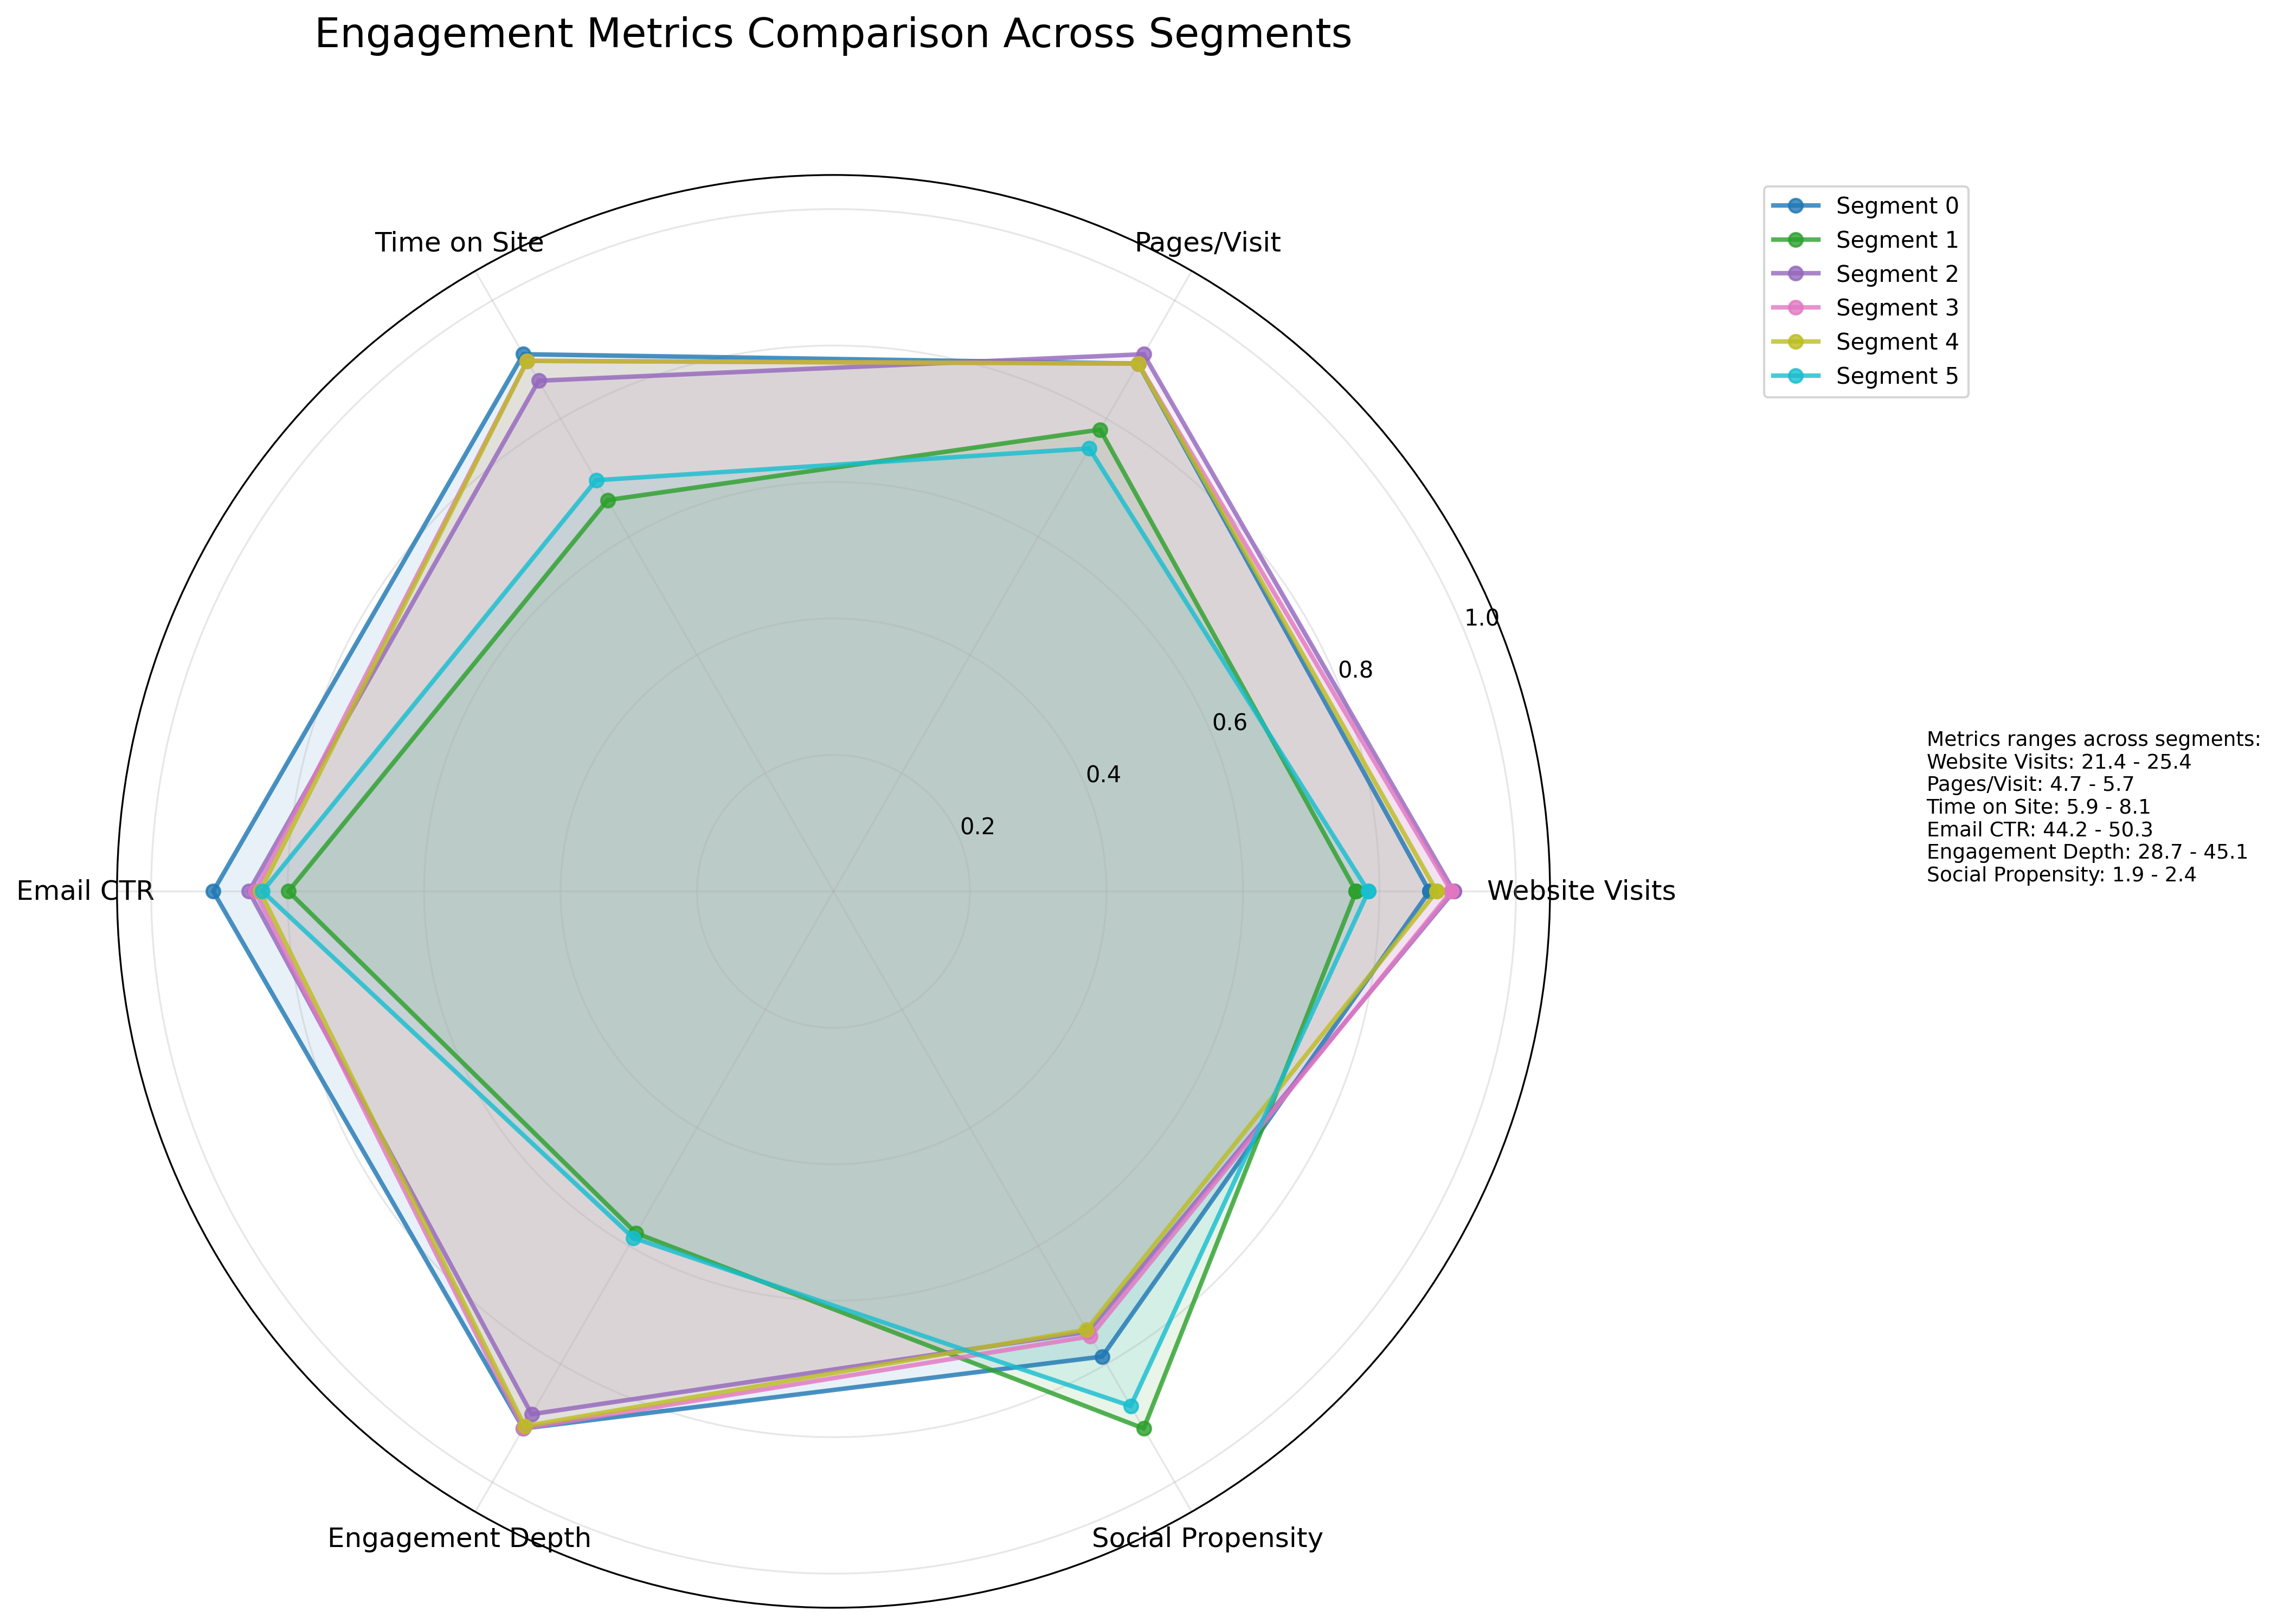 Engagement Metrics Comparison Across Segments
Time on Site
Pages/Visit
Segment 0
Segment 1
Segment 2
Segment 3
Segment 4
Segment 5
1.0
0.8
0.6
0.4
0.2
Email CTR
Website Visits
Metrics ranges across segments:
Website Visits: 21.4 - 25.4
Pages/Visit: 4.7 - 5.7
Time on Site: 5.9 - 8.1
Email CTR: 44.2 - 50.3
Engagement Depth: 28.7 - 45.1
Social Propensity: 1.9 - 2.4
Engagement Depth
Social Propensity